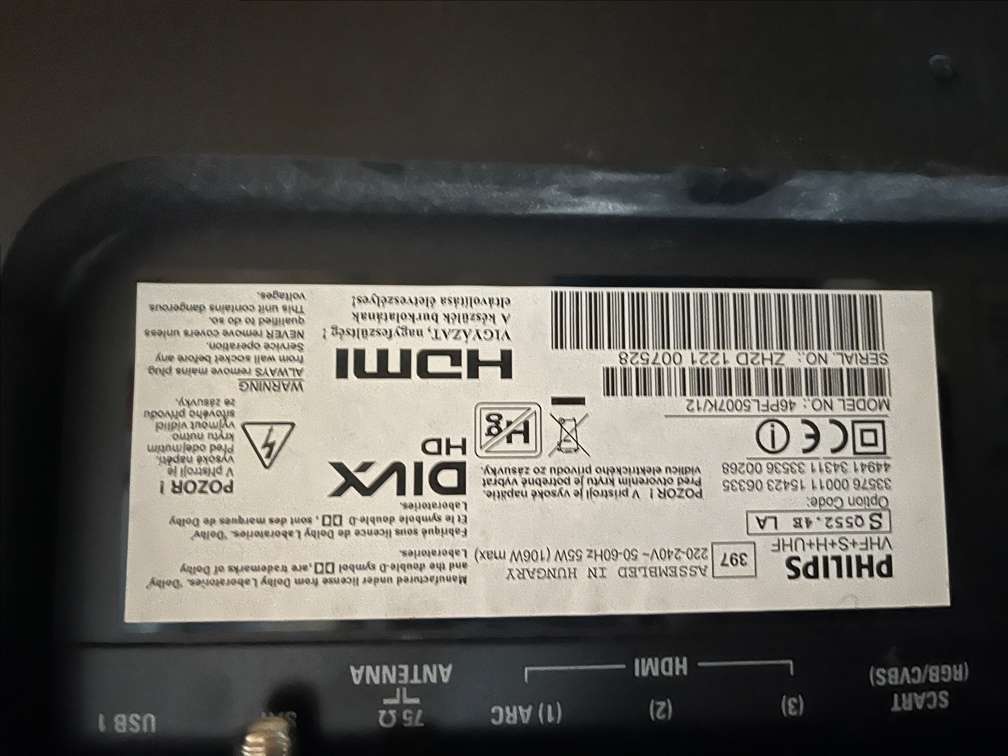 SCART
(RGB/CVBS)
(3)
(2)
(1) ARC
HDMI
75 Ω
ANTENNA
USB 1
PHILIPS
VHF+S+H+UHF
397
ASSEMBLED IN HUNGARY
220-240V~ 50-60Hz 55W (106W max)
S Q552.4E LA
Option Code:
33576 00011 15423 06335
44941 34311 33536 00268
POZOR ! V prístroji je vysoké napätie.
Pred otvorením krytu je potrebné vybrať
vidlicu elektrického prívodu zo zásuvky.
CE
Hg
MODEL NO.: 46PFL5007K/12
SERIAL. NO.: ZH2D 1221 007528
Manufactured under license from Dolby Laboratories. "Dolby"
and the double-D symbol are trademarks of Dolby
Laboratories.
Fabriqué sous licence de Dolby Laboratories. "Dolby"
et le symbole double-D , sont des marques de Dolby
Laboratories.
DIVX
HD
HDMI
VIGYÁZAT, nagyfeszültség !
A készülék burkolatának
eltávolítása életveszélyes!
POZOR !
V přístroji je
vysoké napětí.
Před odejmutím
krytu nutno
vyjmout vidlici
síťového přívodu
ze zásuvky.
WARNING
ALWAYS remove mains plug
from wall socket before any
Service operation.
NEVER remove covers unless
qualified to do so.
This unit contains dangerous
voltages.